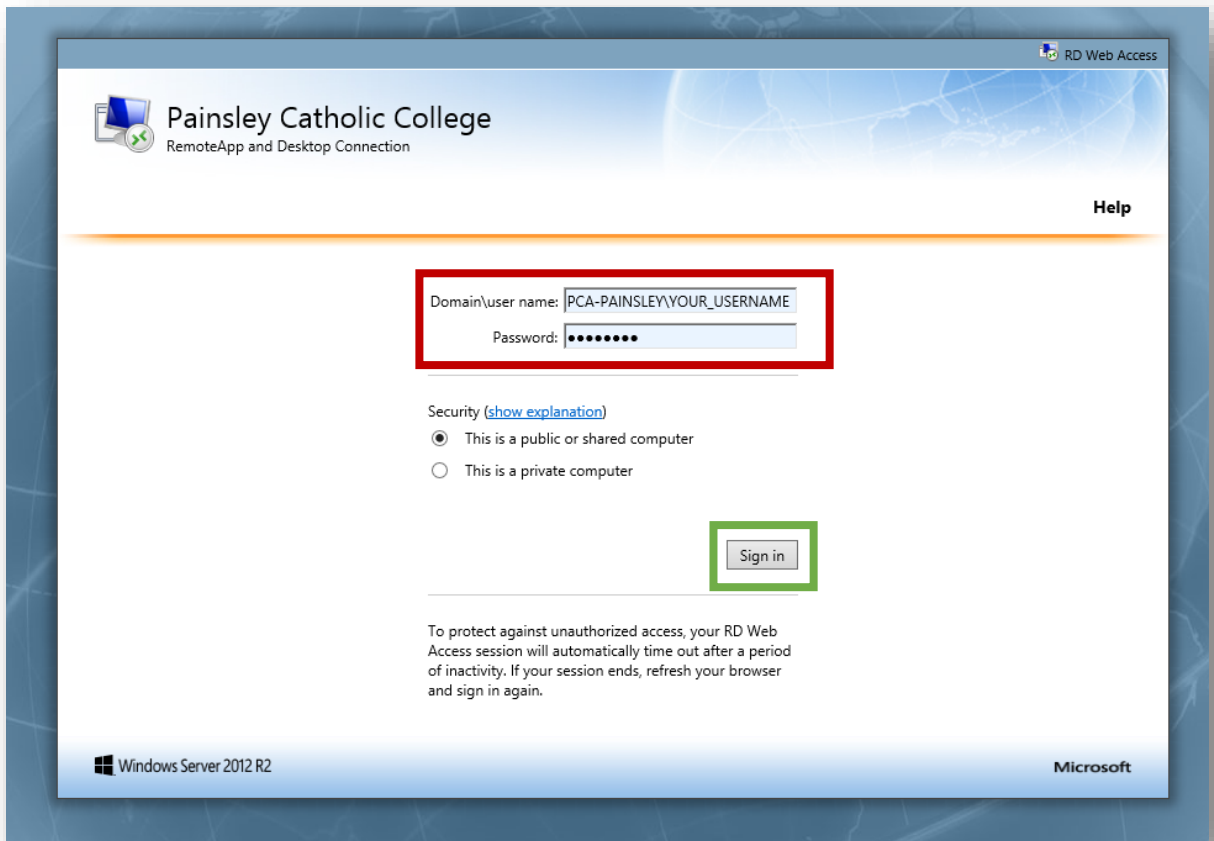 RD Web Access
Painsley Catholic College
RemoteApp and Desktop Connection
Help
Domain\user name: PCA-PAINSLEY\YOUR_USERNAME
Password: ••••••••
Security (show explanation)
This is a public or shared computer
This is a private computer
Sign in
To protect against unauthorized access, your RD Web
Access session will automatically time out after a period
of inactivity. If your session ends, refresh your browser
and sign in again.
Windows Server 2012 R2
Microsoft